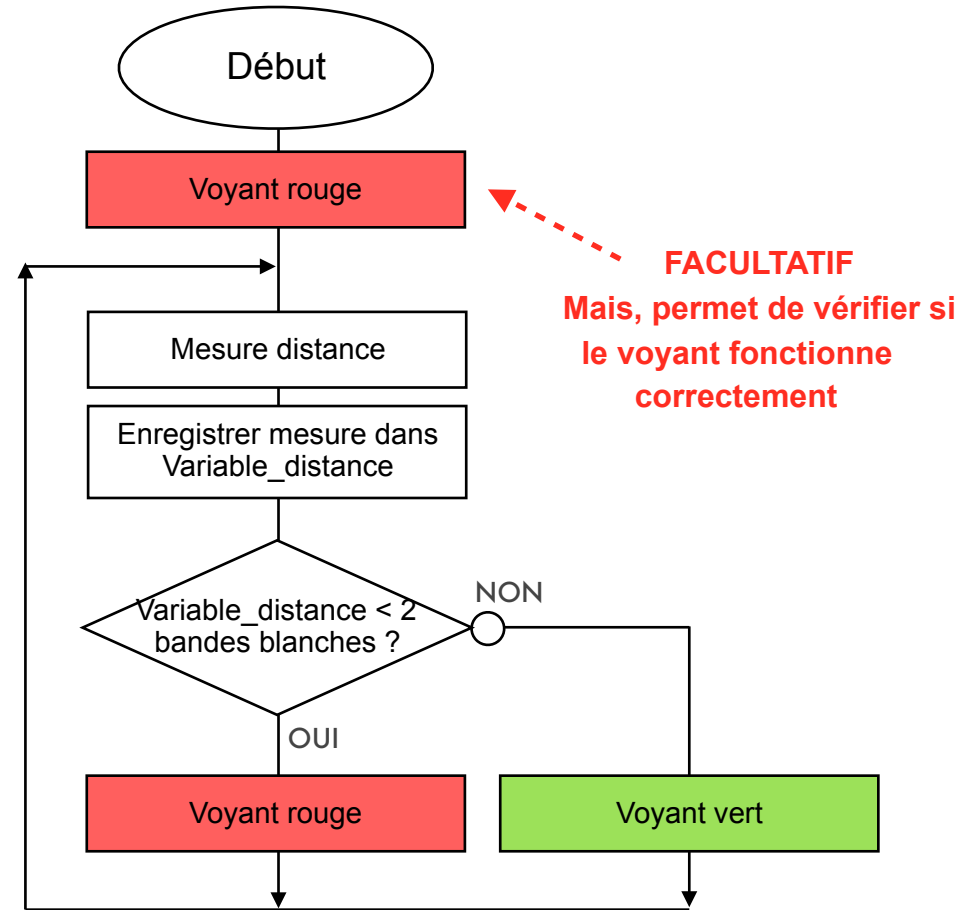 Début
Voyant rouge
FACULTATIF
Mais, permet de vérifier si
le voyant fonctionne
correctement
Mesure distance
Enregistrer mesure dans
Variable_distance
Variable_distance < 2
bandes blanches ?
NON
OUI
Voyant rouge
Voyant vert